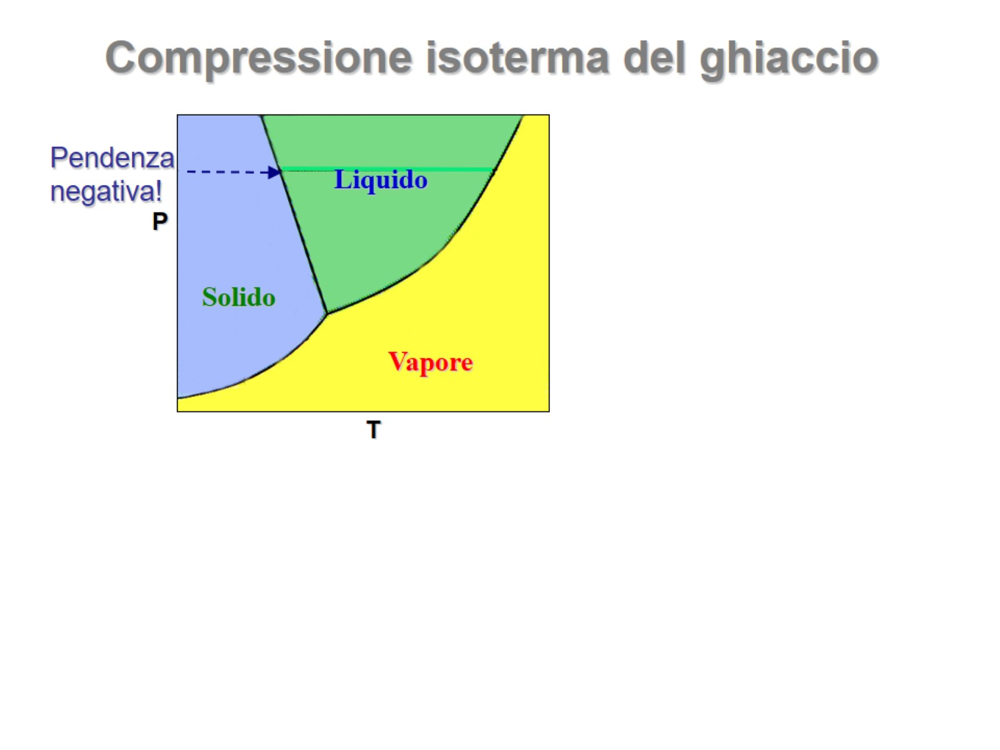 Compressione isoterma del ghiaccio
Pendenza
negativa!
P
Liquido
Solido
Vapore
T